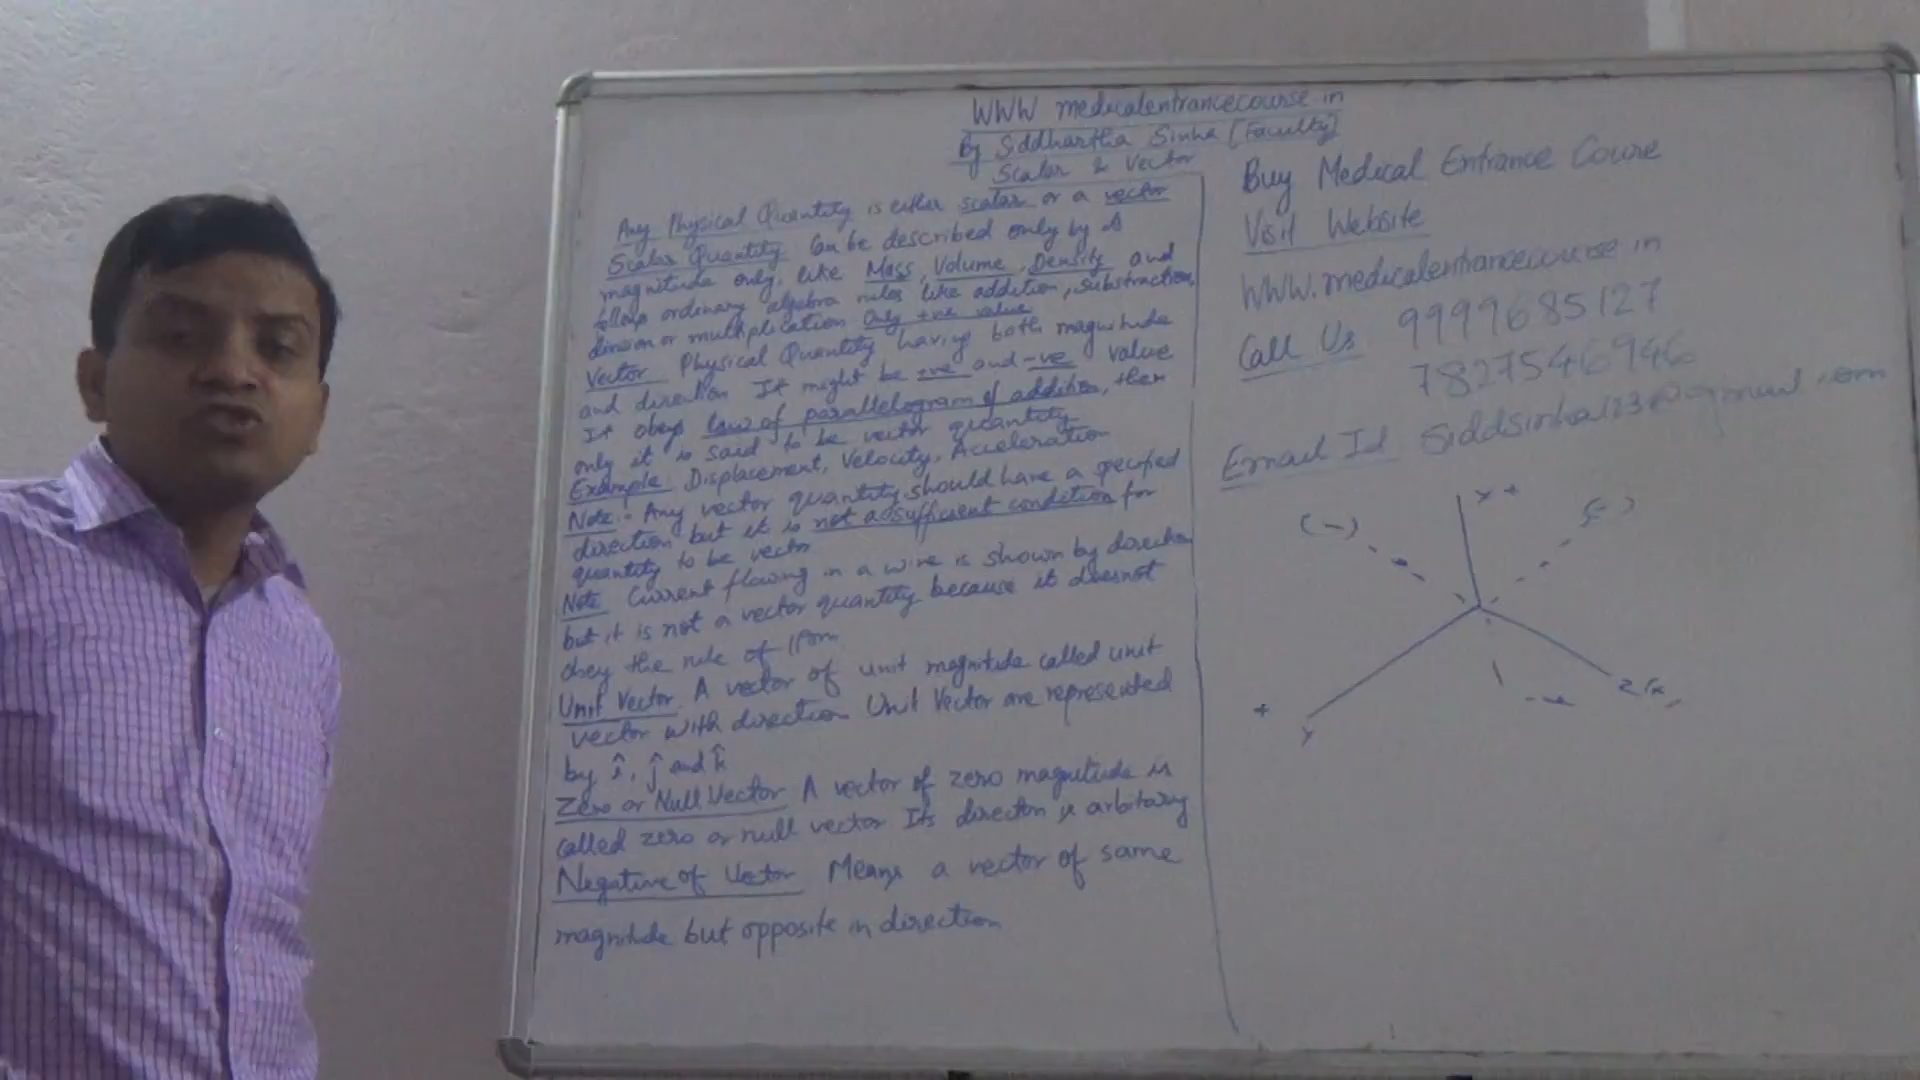 WWW medicalentrancecourse.in
By Siddhartha Sinha [Faculty]
Scalar & Vector
Any Physical Quantity is either scalar or a vector
Scalar Quantity Can be described only by
magnitude only, like Mass, Volume, Density and
follows ordinary algebra rules like addition, substraction,
division or multiplication Only +ve value
Vector Physical Quantity having both magnitude
and direction It might be +ve and -ve value
It obeys law of parallelogram of addition, then
only it is said to be vector quantity
Example: Displacement, Velocity, Acceleration
Note:- Any vector quantity should have a specified
direction but it is not a sufficient condition for
quantity to be vector
Note Current flowing in a wire is shown by direction
but it is not a vector quantity because it doesnot
obey the rule of
Unit Vector A vector of unit magnitude called unit
vector with direction Unit Vector are represented
by î, ĵ and k̂
Zero or Null Vector A vector of zero magnitude is
called zero or null vector Its direction is arbitrary
Negative of Vector Means a vector of same
magnitude but opposite in direction
Buy Medical Entrance Course
Visit Website
WWW.medicalentrancecourse.in
Call Us 9999685127
7827546946
Email Id siddsinha123@gmail.com
y +
(-)
(-)
+